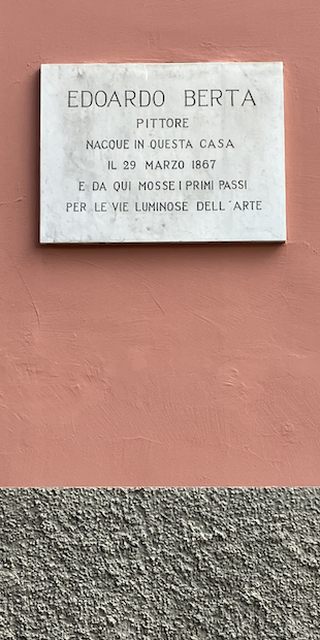 EDOARDO BERTA
PITTORE
NACQUE IN QUESTA CASA
IL 29 MARZO 1867
E DA QUI MOSSE I PRIMI PASSI
PER LE VIE LUMINOSE DELL'ARTE